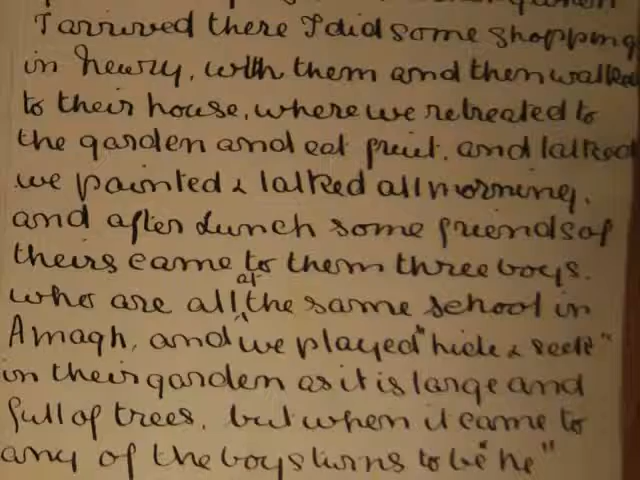 I arrived there I did some shopping
in Newry, with them and then walked
to their house, where we retreated to
the garden and eat fruit, and talked
we painted & talked all morning,
and after lunch some friends of
theirs came to them three boys.
who are all at the same school in
Amagh, and we played "hide & seek"
in their garden as it is large and
full of trees, but when it came to
any of the boys turns to be "he"